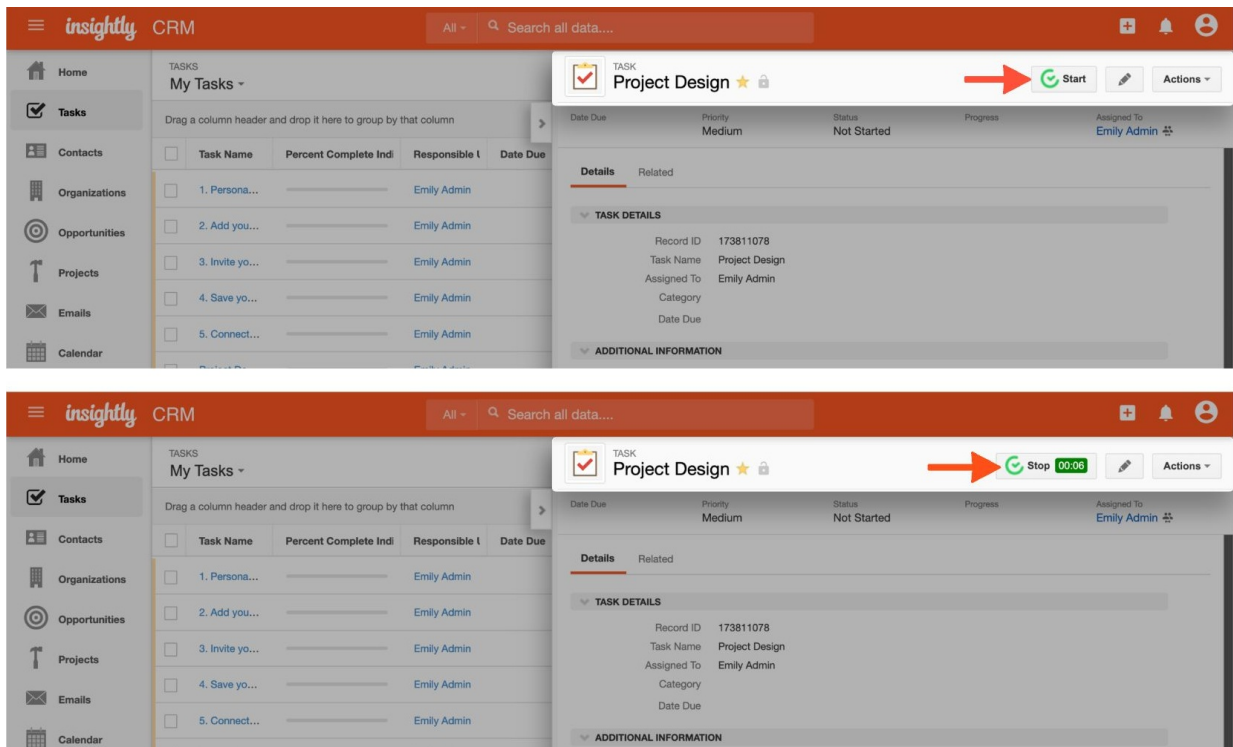 insightly CRM All Search all data....
Home
Tasks
Contacts
Organizations
Opportunities
Projects
Emails
Calendar
TASKS
My Tasks
Drag a column header and drop it here to group by that column
Task Name Percent Complete Indi Responsible Date Due
1. Persona... Emily Admin
2. Add you... Emily Admin
3. Invite yo... Emily Admin
4. Save yo... Emily Admin
5. Connect... Emily Admin
TASK
Project Design Start Actions
Date Due Priority Status Progress Assigned To
Medium Not Started Emily Admin
Details Related
TASK DETAILS
Record ID 173811078
Task Name Project Design
Assigned To Emily Admin
Category
Date Due
ADDITIONAL INFORMATION
insightly CRM All Search all data....
Home
Tasks
Contacts
Organizations
Opportunities
Projects
Emails
Calendar
TASKS
My Tasks
Drag a column header and drop it here to group by that column
Task Name Percent Complete Indi Responsible Date Due
1. Persona... Emily Admin
2. Add you... Emily Admin
3. Invite yo... Emily Admin
4. Save yo... Emily Admin
5. Connect... Emily Admin
TASK
Project Design Stop 00:06 Actions
Date Due Priority Status Progress Assigned To
Medium Not Started Emily Admin
Details Related
TASK DETAILS
Record ID 173811078
Task Name Project Design
Assigned To Emily Admin
Category
Date Due
ADDITIONAL INFORMATION